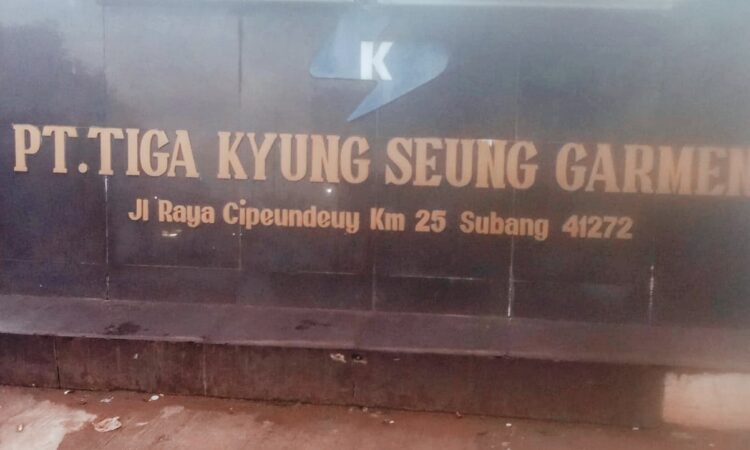 K
PT.TIGA KYUNG SEUNG GARMEN
Jl Raya Cipeundeuy Km 25 Subang 41272